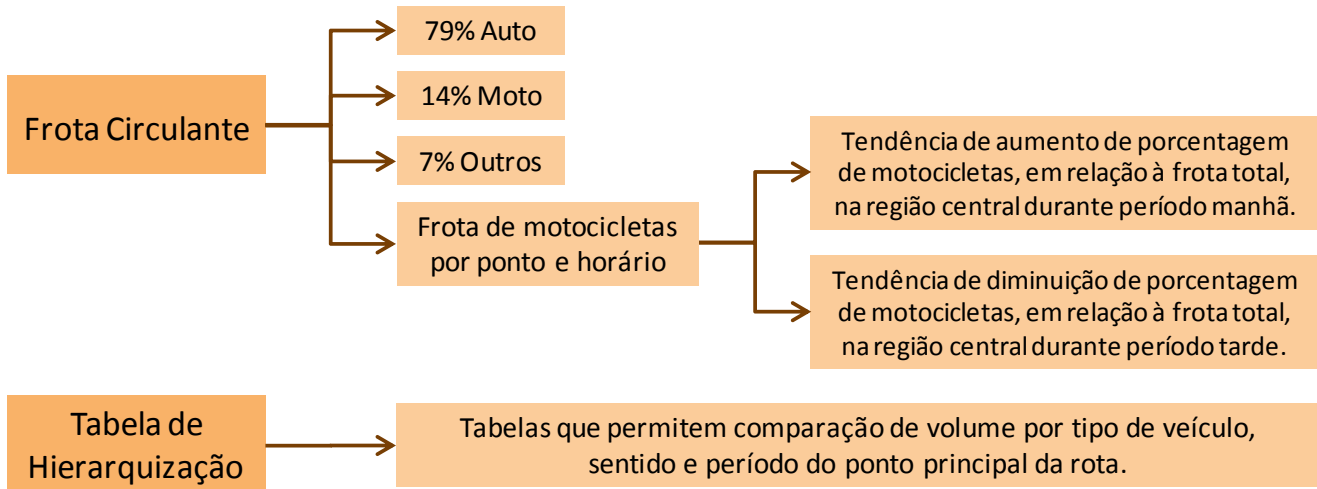 Frota Circulante
79% Auto
14% Moto
7% Outros
Frota de motocicletas
por ponto e horário
Tendência de aumento de porcentagem
de motocicletas, em relação à frota total,
na região central durante período manhã.
Tendência de diminuição de porcentagem
de motocicletas, em relação à frota total,
na região central durante período tarde.
Tabela de
Hierarquização
Tabelas que permitem comparação de volume por tipo de veículo,
sentido e período do ponto principal da rota.